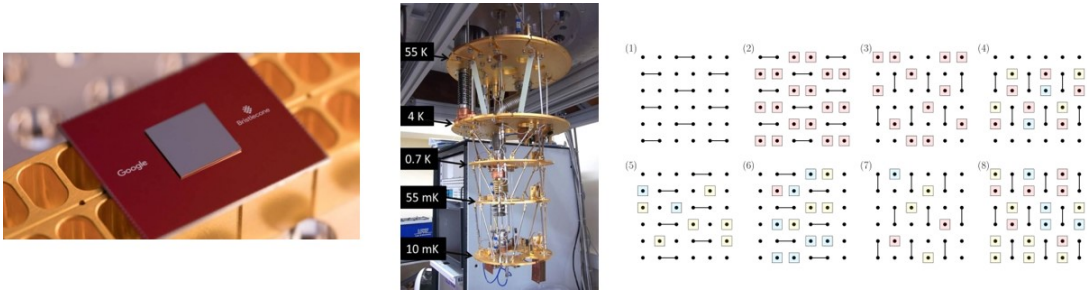 Google
Bristlecone
55 K
4 K
0.7 K
55 mK
10 mK
(1)
(2)
(3)
(4)
(5)
(6)
(7)
(8)